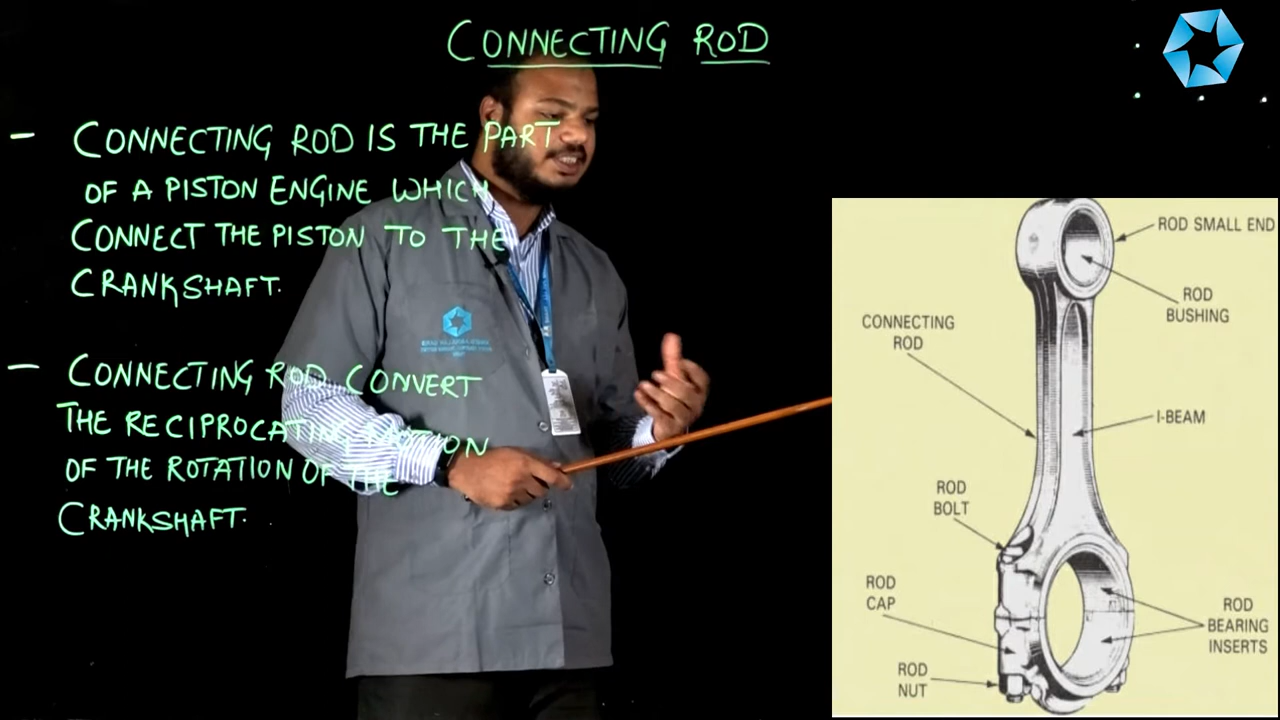 CONNECTING ROD
- CONNECTING ROD IS THE PART
OF A PISTON ENGINE WHICH
CONNECT THE PISTON TO THE
CRANKSHAFT.
- CONNECTING ROD CONVERT
THE RECIPROCATING MOTION
OF THE ROTATION OF THE
CRANKSHAFT.
ROD SMALL END
ROD
BUSHING
CONNECTING
ROD
I-BEAM
ROD
BOLT
ROD
CAP
ROD
BEARING
INSERTS
ROD
NUT